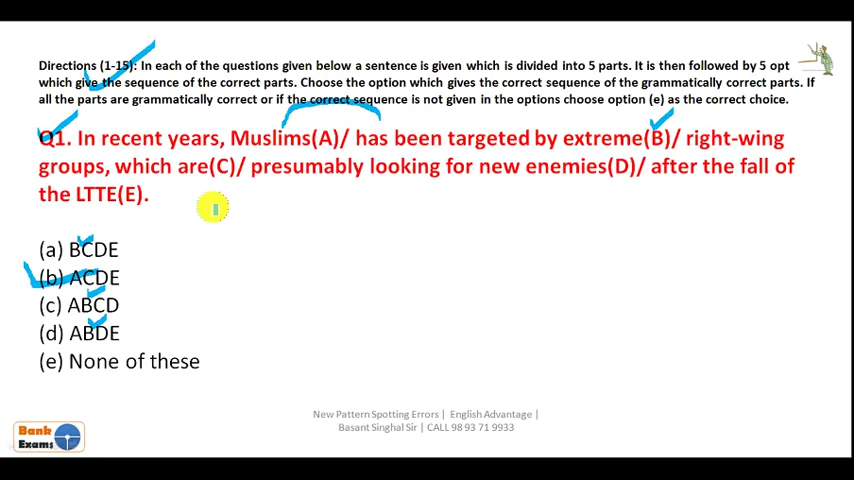 Directions (1-15): In each of the questions given below a sentence is given which is divided into 5 parts. It is then followed by 5 opt
which give the sequence of the correct parts. Choose the option which gives the correct sequence of the grammatically correct parts. If
all the parts are grammatically correct or if the correct sequence is not given in the options choose option (e) as the correct choice.
Q1. In recent years, Muslims(A)/ has been targeted by extreme(B)/ right-wing
groups, which are(C)/ presumably looking for new enemies(D)/ after the fall of
the LTTE(E).
(a) BCDE
(b) ACDE
(c) ABCD
(d) ABDE
(e) None of these
New Pattern Spotting Errors | English Advantage |
Basant Singhal Sir | CALL 98 93 71 9933
Bank
Exams